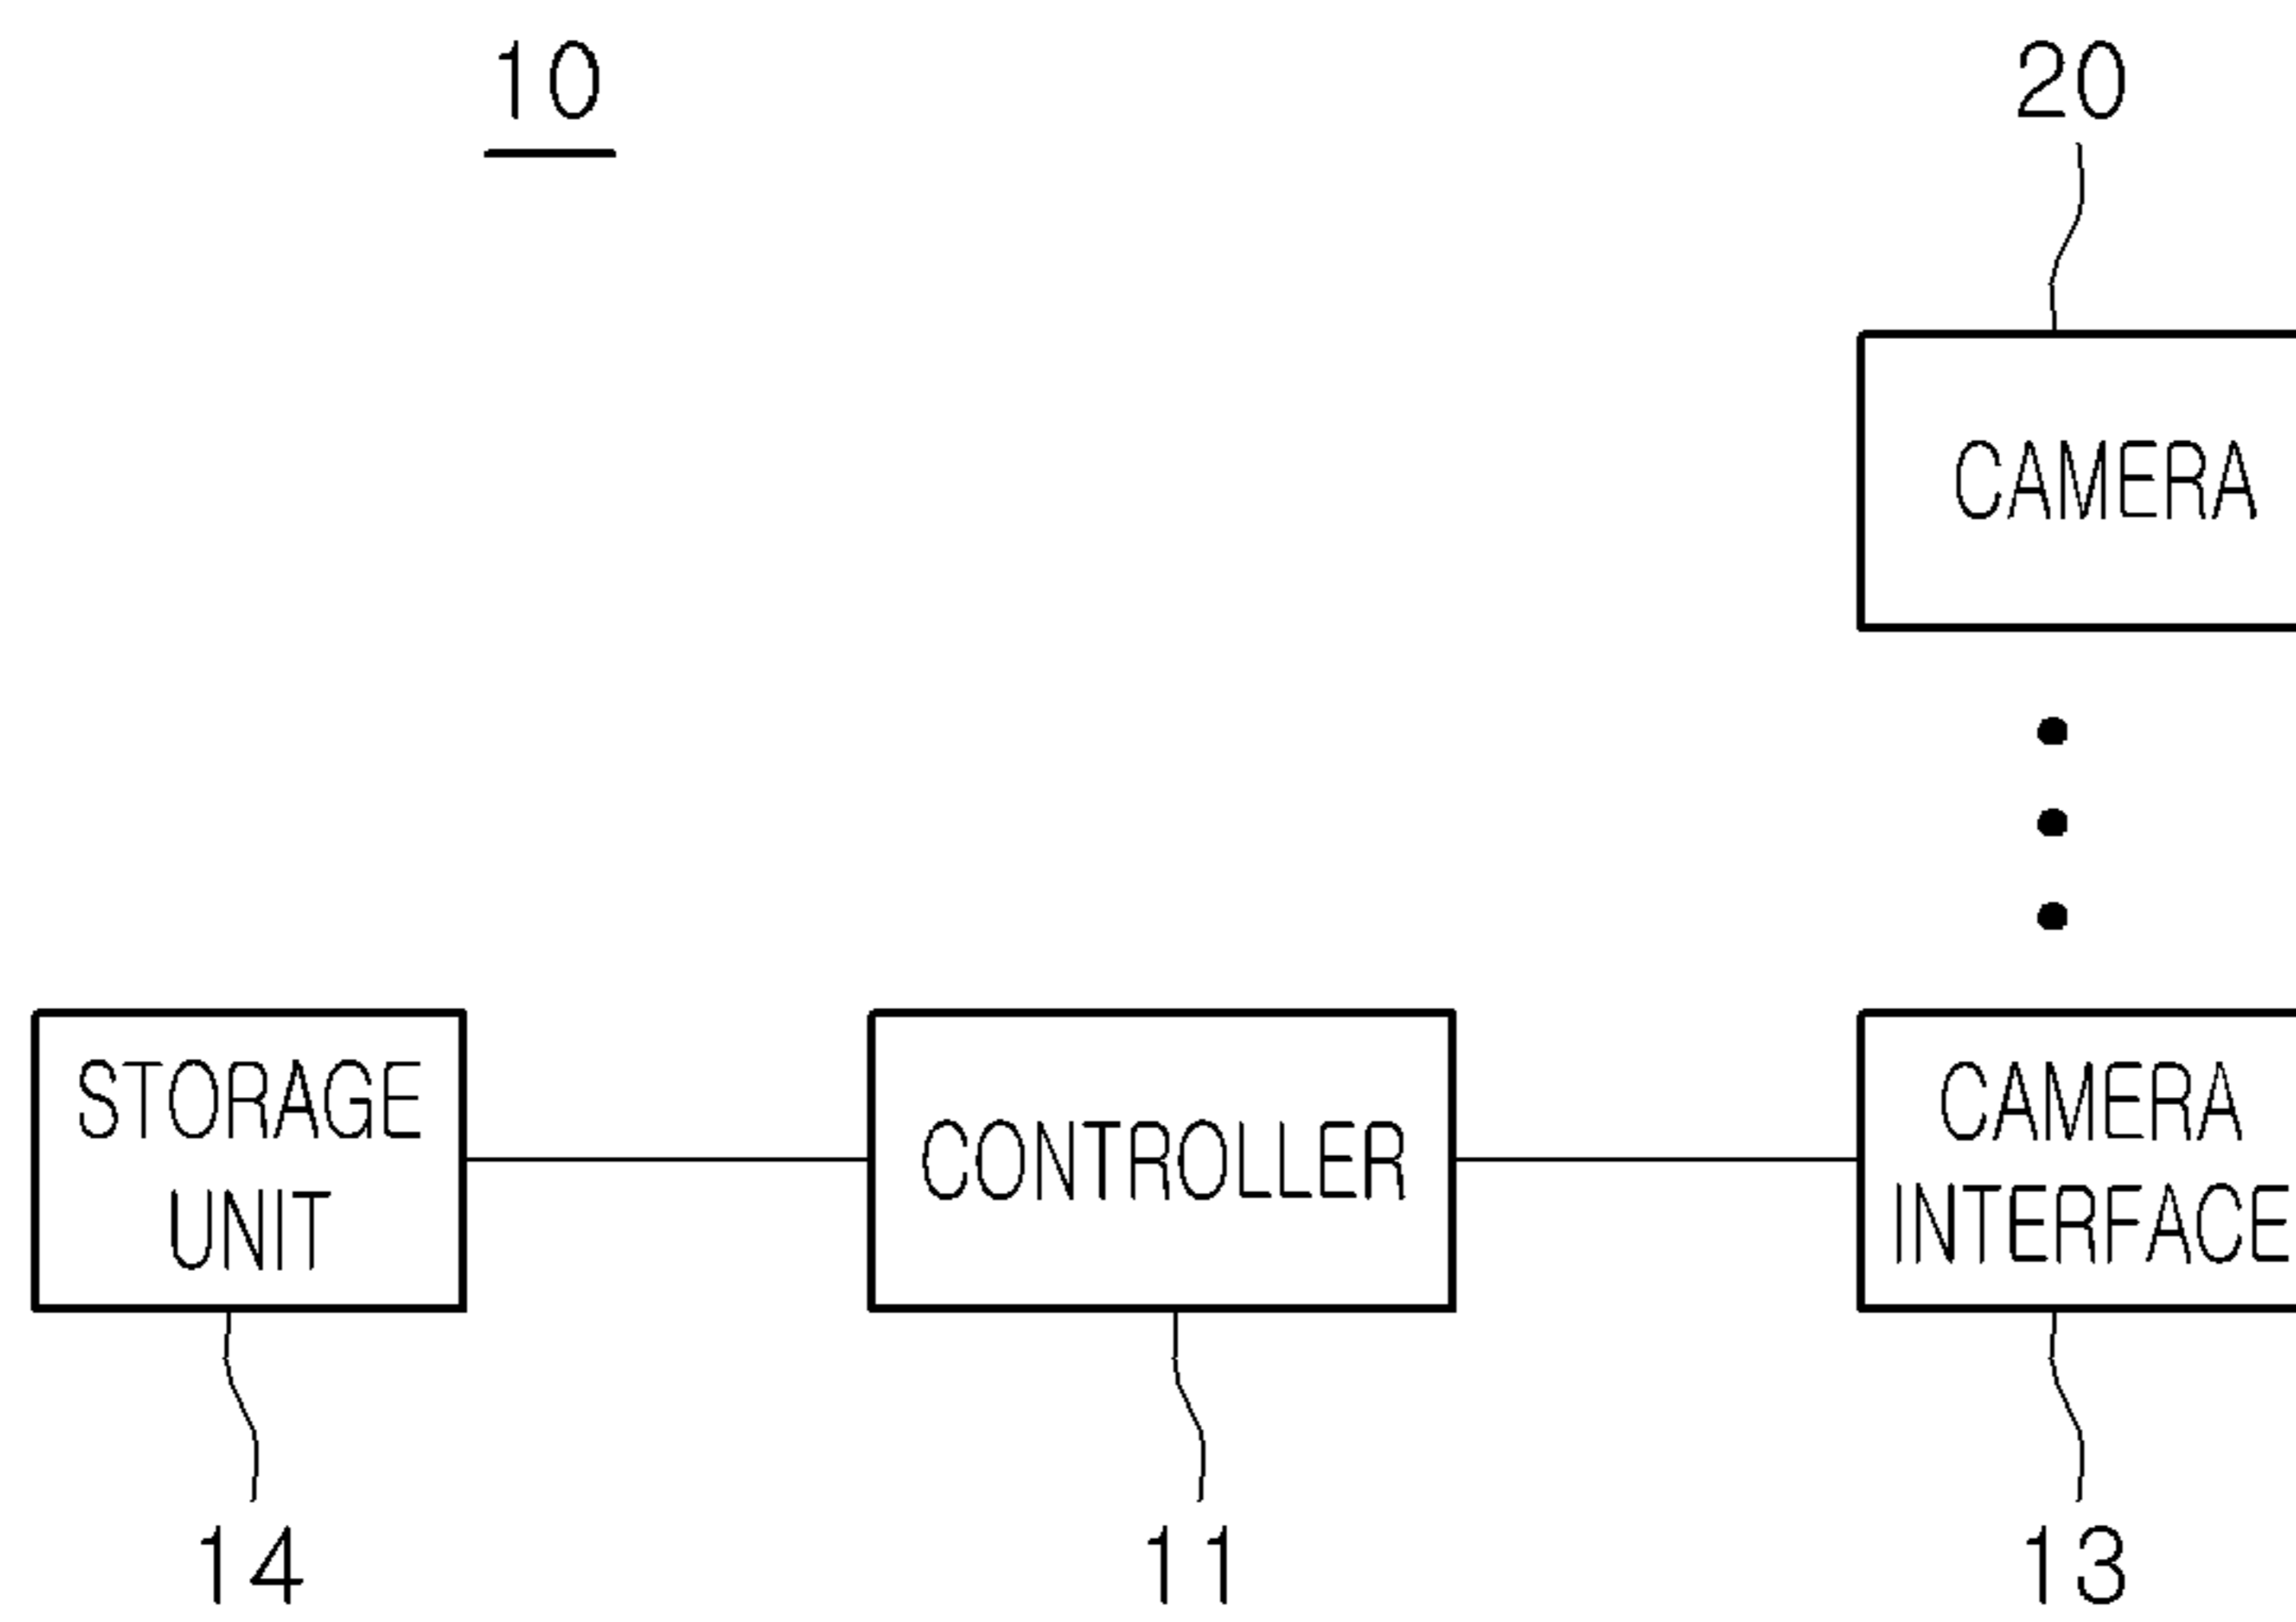 10
20
CAMERA
STORAGE
UNIT
CONTROLLER
CAMERA
INTERFACE
14
11
13